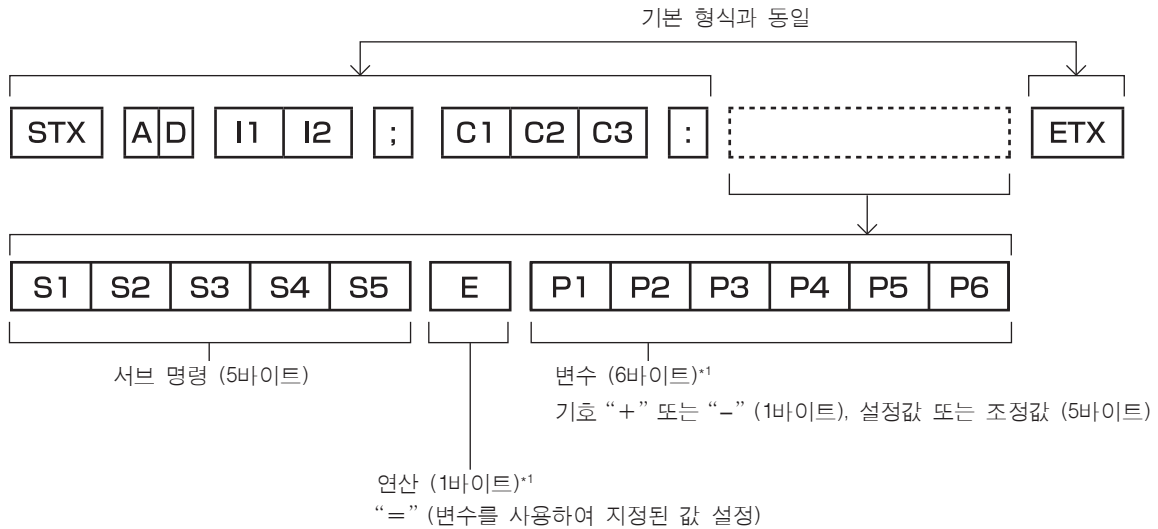 기본 형식과 동일
STX A D I1 I2 ; C1 C2 C3 : ETX
S1 S2 S3 S4 S5 E P1 P2 P3 P4 P5 P6
서브 명령 (5바이트)
변수 (6바이트)*1
기호 “+” 또는 “–” (1바이트), 설정값 또는 조정값 (5바이트)
연산 (1바이트)*1
“=” (변수를 사용하여 지정된 값 설정)